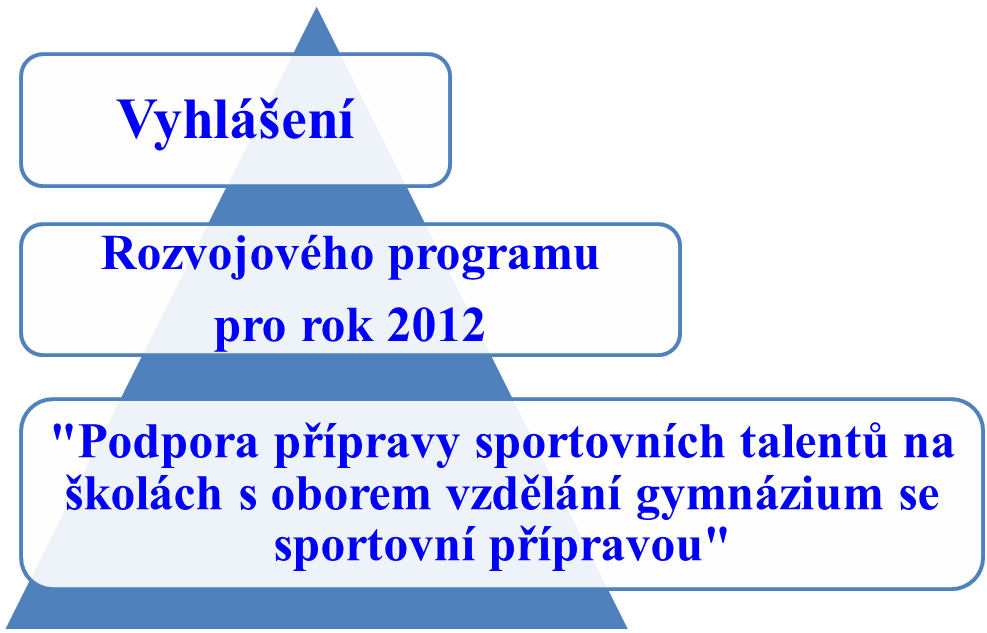 Vyhlášení
Rozvojového programu
pro rok 2012
"Podpora přípravy sportovních talentů na
školách s oborem vzdělání gymnázium se
sportovní přípravou"